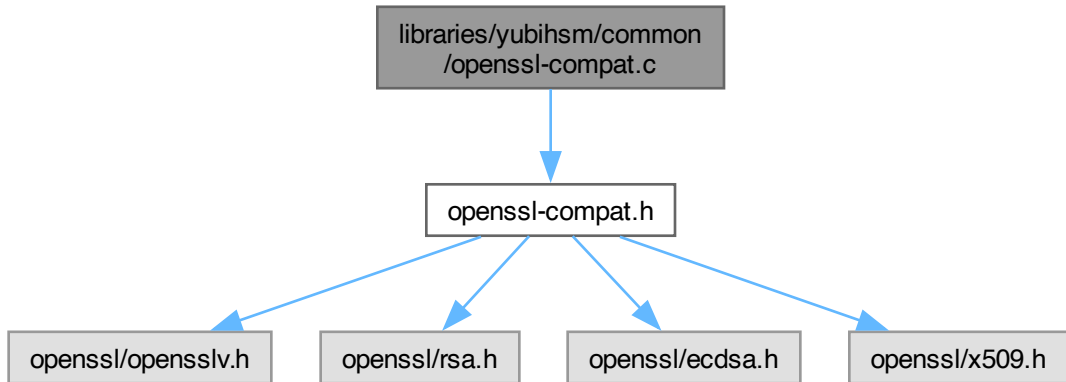 libraries/yubihsm/common
/openssl-compat.c
openssl-compat.h
openssl/opensslv.h
openssl/rsa.h
openssl/ecdsa.h
openssl/x509.h